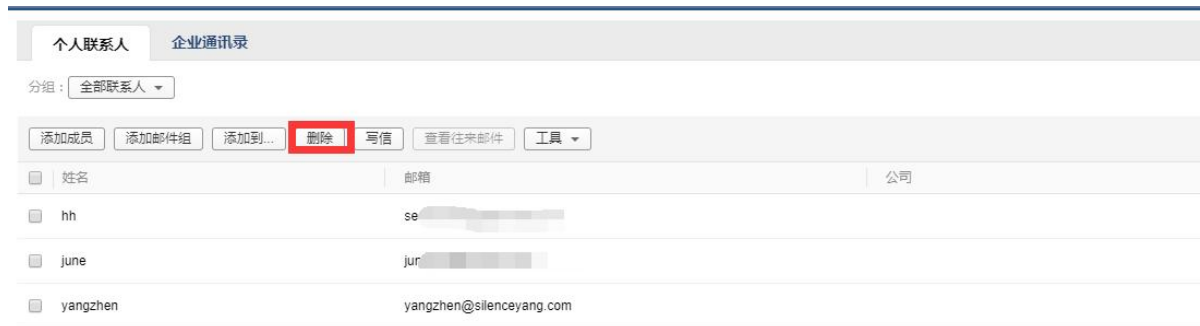 个人联系人 企业通讯录
分组： 全部联系人
添加成员 添加邮件组 添加到... 删除 写信 查看往来邮件 工具
姓名 邮箱 公司
hh se
june jun
yangzhen yangzhen@silenceyang.com